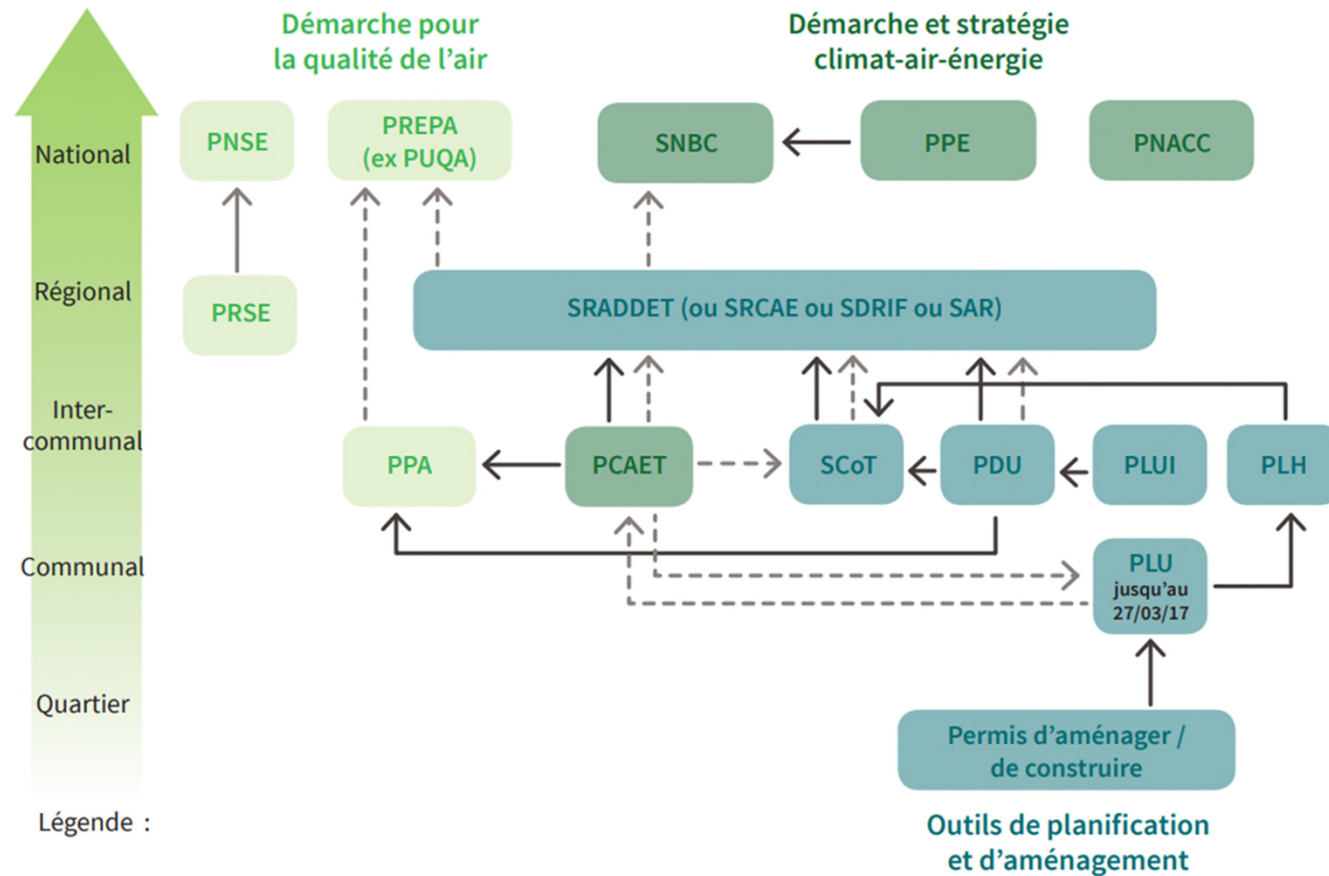 Démarche pour
la qualité de l'air
Démarche et stratégie
climat-air-énergie
National
PNSE
PREPA
(ex PUQA)
SNBC
PPE
PNACC
Régional
PRSE
SRADDET (ou SRCAE ou SDRIF ou SAR)
Inter-
communal
PPA
PCAET
SCoT
PDU
PLUI
PLH
Communal
PLU
jusqu'au
27/03/17
Quartier
Permis d'aménager /
de construire
Légende :
Outils de planification
et d'aménagement